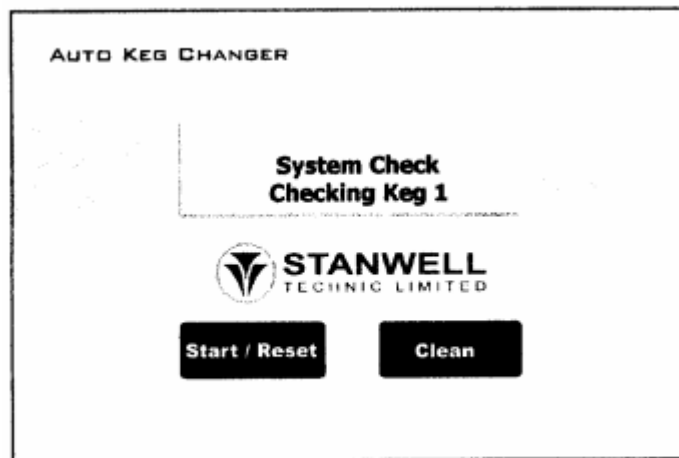 AUTO KEG CHANGER
System Check
Checking Keg 1
STANWELL
TECHNIC LIMITED
Start / Reset
Clean